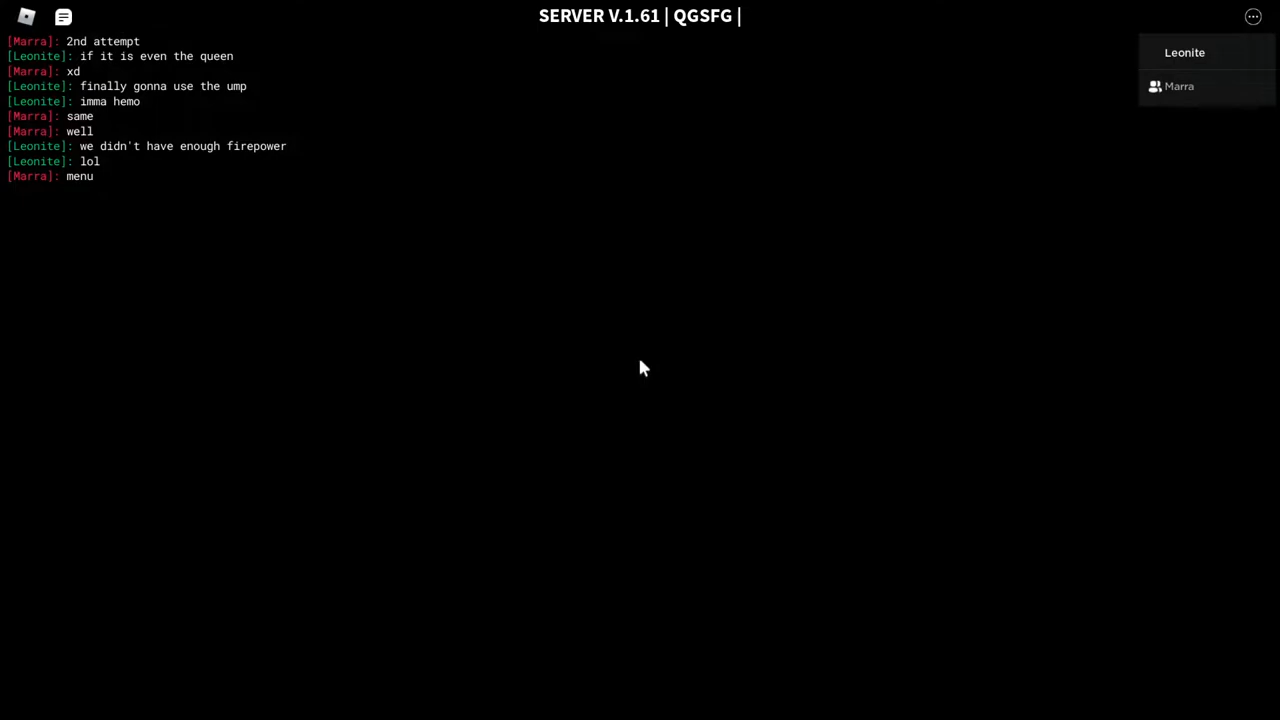 SERVER V.1.61 | QGSFG |
[Marra]: 2nd attempt
[Leonite]: if it is even the queen
[Marra]: xd
[Leonite]: finally gonna use the ump
[Leonite]: imma hemo
[Marra]: same
[Marra]: well
[Leonite]: we didn't have enough firepower
[Leonite]: lol
[Marra]: menu
Leonite
Marra